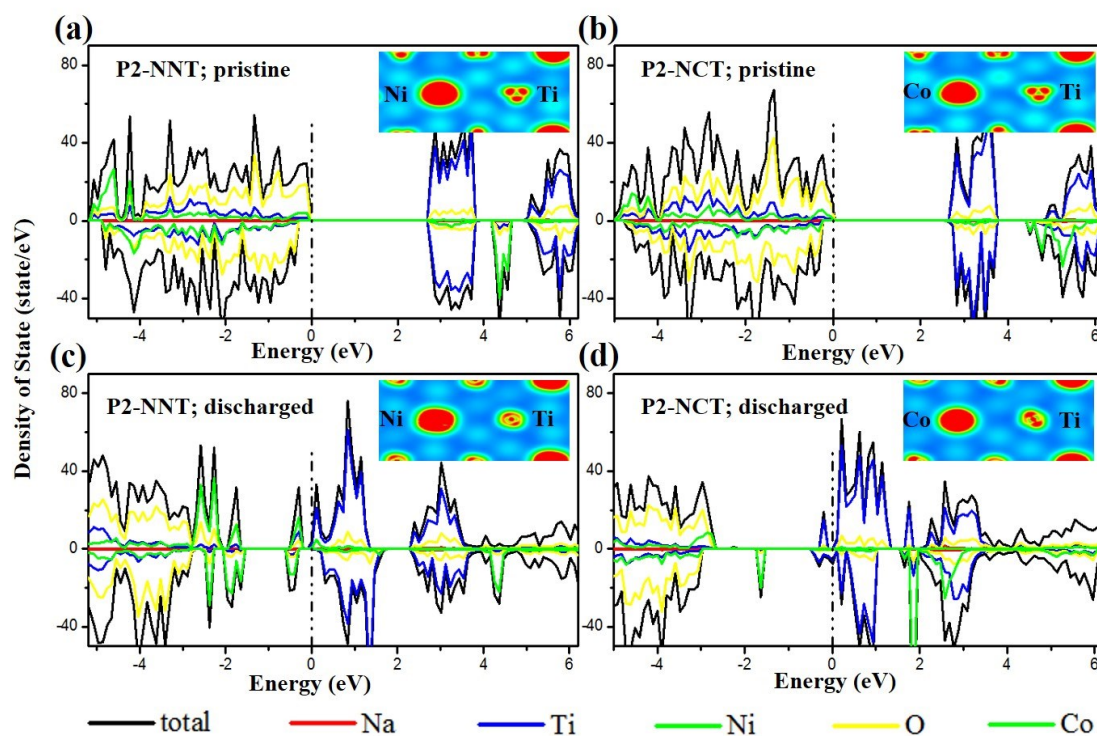 (a) (b)
P2-NNT; pristine P2-NCT; pristine
Ni Ti Co Ti
80 80
40 40
0 0
-40 -40
-4 -2 0 2 4 6 -4 -2 0 2 4 6
Energy (eV) Energy (eV)
Density of State (state/eV)
(c) (d)
P2-NNT; discharged P2-NCT; discharged
Ni Ti Co Ti
80 80
40 40
0 0
-40 -40
-4 -2 0 2 4 6 -4 -2 0 2 4 6
Energy (eV) Energy (eV)
total Na Ti Ni O Co